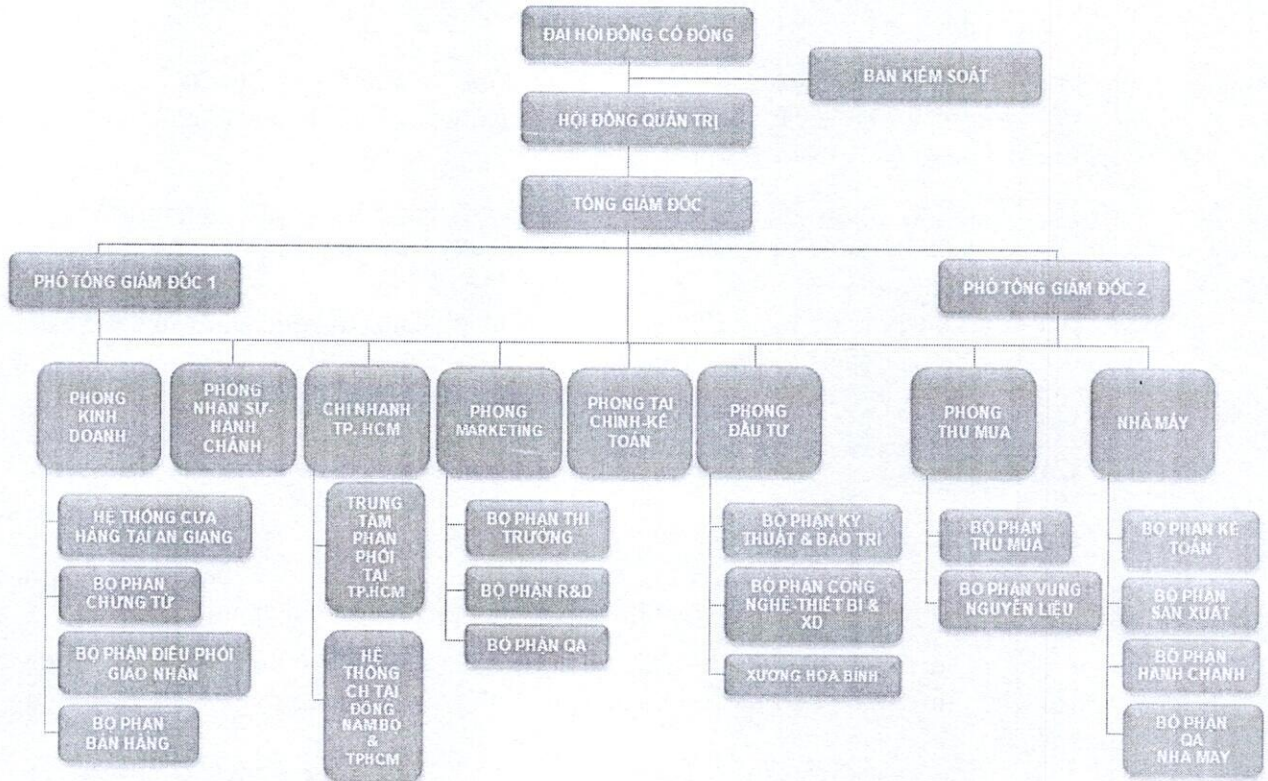 ĐẠI HỘI ĐỒNG CỔ ĐÔNG
BAN KIỂM SOÁT
HỘI ĐỒNG QUẢN TRỊ
TỔNG GIÁM ĐỐC
PHÓ TỔNG GIÁM ĐỐC 1
PHÓ TỔNG GIÁM ĐỐC 2
PHÒNG
KINH
DOANH
PHÒNG
NHÂN SỰ-
HÀNH
CHÁNH
CHI NHÁNH
TP. HCM
PHÒNG
MARKETING
PHÒNG TÀI
CHÍNH-KẾ
TOÁN
PHÒNG
ĐẦU TƯ
PHÒNG
THU MUA
NHÀ MÁY
HỆ THỐNG CỬA
HÀNG TẠI AN GIANG
BỘ PHẬN
CHỨNG TỪ
BỘ PHẬN ĐIỀU PHỐI
GIAO NHẬN
BỘ PHẬN
BÁN HÀNG
TRUNG
TÂM
PHÂN
PHỐI
TẠI
TP.HCM
HỆ
THỐNG
CH TẠI
ĐÔNG
NAM BỘ
&
TPHCM
BỘ PHẬN THỊ
TRƯỜNG
BỘ PHẬN R&D
BỘ PHẬN QA
BỘ PHẬN KỸ
THUẬT & BẢO TRÌ
BỘ PHẬN CÔNG
NGHỆ-THIẾT BỊ &
XD
XƯỞNG HÒA BÌNH
BỘ PHẬN
THU MUA
BỘ PHẬN VÙNG
NGUYÊN LIỆU
BỘ PHẬN KẾ
TOÁN
BỘ PHẬN
SẢN XUẤT
BỘ PHẬN
HÀNH CHÁNH
BỘ PHẬN
QA
NHÀ MÁY